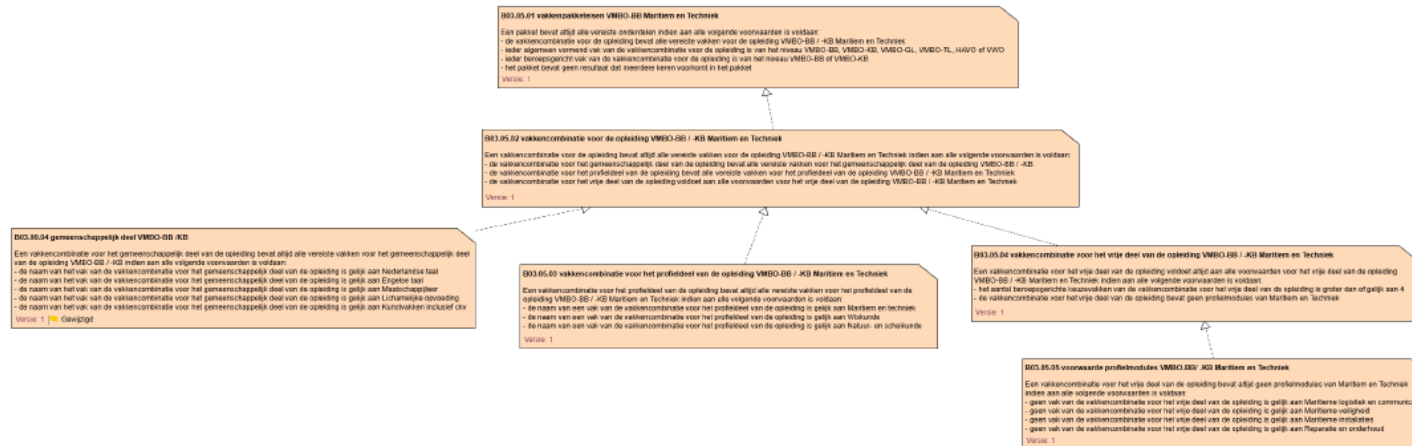 B03.05.01 vakkenpakketeisen VMBO-BB Maritiem en Techniek
Een pakket bevat altijd alle vereiste onderdelen indien aan alle volgende voorwaarden is voldaan:
- de vakkencombinatie voor de opleiding bevat alle vereiste vakken voor de opleiding VMBO-BB / -KB Maritiem en Techniek
- ieder algemeen vormend vak van de vakkencombinatie voor de opleiding is van het niveau VMBO-BB, VMBO-KB, VMBO-GL, VMBO-TL, HAVO of VWO
- ieder beroepsgericht vak van de vakkencombinatie voor de opleiding is van het niveau VMBO-BB of VMBO-KB
- het pakket bevat geen resultaat dat meerdere keren voorkomt in het pakket
Versie: 1
B03.05.02 vakkencombinatie voor de opleiding VMBO-BB / -KB Maritiem en Techniek
Een vakkencombinatie voor de opleiding bevat altijd alle vereiste vakken voor de opleiding VMBO-BB / -KB Maritiem en Techniek indien aan alle volgende voorwaarden is voldaan:
- de vakkencombinatie voor het gemeenschappelijk deel van de opleiding bevat alle vereiste vakken voor het gemeenschappelijk deel van de opleiding VMBO-BB / -KB
- de vakkencombinatie voor het profieldeel van de opleiding bevat alle vereiste vakken voor het profieldeel van de opleiding VMBO-BB / -KB Maritiem en Techniek
- de vakkencombinatie voor het vrije deel van de opleiding voldoet aan alle voorwaarden voor het vrije deel van de opleiding VMBO-BB / -KB Maritiem en Techniek
Versie: 1
B03.00.04 gemeenschappelijk deel VMBO-BB /KB
Een vakkencombinatie voor het gemeenschappelijk deel van de opleiding bevat altijd alle vereiste vakken voor het gemeenschappelijk deel
van de opleiding VMBO-BB / -KB indien aan alle volgende voorwaarden is voldaan:
- de naam van het vak van de vakkencombinatie voor het gemeenschappelijk deel van de opleiding is gelijk aan Nederlandse taal
- de naam van het vak van de vakkencombinatie voor het gemeenschappelijk deel van de opleiding is gelijk aan Engelse taal
- de naam van het vak van de vakkencombinatie voor het gemeenschappelijk deel van de opleiding is gelijk aan Maatschappijleer
- de naam van het vak van de vakkencombinatie voor het gemeenschappelijk deel van de opleiding is gelijk aan Lichamelijke opvoeding
- de naam van het vak van de vakkencombinatie voor het gemeenschappelijk deel van de opleiding is gelijk aan Kunstvakken inclusief ckv
Versie: 1 Gewijzigd
B03.05.03 vakkencombinatie voor het profieldeel van de opleiding VMBO-BB / -KB Maritiem en Techniek
Een vakkencombinatie voor het profieldeel van de opleiding bevat altijd alle vereiste vakken voor het profieldeel van de
opleiding VMBO-BB / -KB Maritiem en Techniek indien aan alle volgende voorwaarden is voldaan:
- de naam van een vak van de vakkencombinatie voor het profieldeel van de opleiding is gelijk aan Maritiem en techniek
- de naam van een vak van de vakkencombinatie voor het profieldeel van de opleiding is gelijk aan Wiskunde
- de naam van een vak van de vakkencombinatie voor het profieldeel van de opleiding is gelijk aan Natuur- en scheikunde
Versie: 1
B03.05.04 vakkencombinatie voor het vrije deel van de opleiding VMBO-BB / -KB Maritiem en Techniek
Een vakkencombinatie voor het vrije deel van de opleiding voldoet altijd aan alle voorwaarden voor het vrije deel van de opleiding
VMBO-BB / -KB Maritiem en Techniek indien aan alle volgende voorwaarden is voldaan:
- het aantal beroepsgerichte keuzevakken van de vakkencombinatie voor het vrije deel van de opleiding is groter dan of gelijk aan 4
- de vakkencombinatie voor het vrije deel van de opleiding bevat geen profielmodules van Maritiem en Techniek
Versie: 1
B03.05.05 voorwaarde profielmodules VMBO-BB/ -KB Maritiem en Techniek
Een vakkencombinatie voor het vrije deel van de opleiding bevat altijd geen profielmodules van Maritiem en Techniek
indien aan alle volgende voorwaarden is voldaan:
- geen vak van de vakkencombinatie voor het vrije deel van de opleiding is gelijk aan Maritieme logistiek en communic
- geen vak van de vakkencombinatie voor het vrije deel van de opleiding is gelijk aan Maritieme veiligheid
- geen vak van de vakkencombinatie voor het vrije deel van de opleiding is gelijk aan Maritieme installaties
- geen vak van de vakkencombinatie voor het vrije deel van de opleiding is gelijk aan Reparatie en onderhoud
Versie: 1